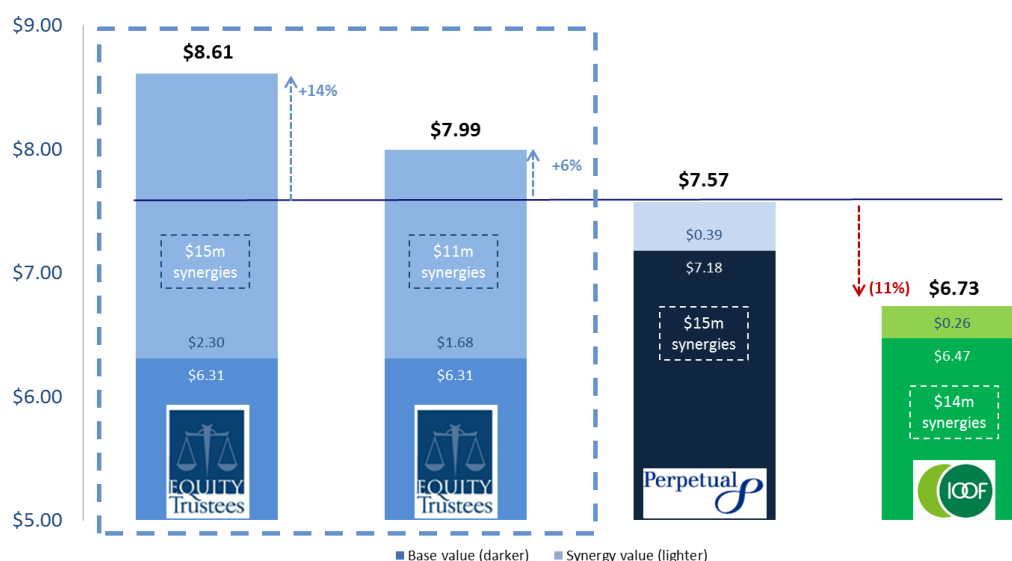 $9.00
$8.00
$7.00
$6.00
$5.00
$8.61
+14%
$15m
synergies
$2.30
$6.31
EQUITY
Trustees
$7.99
+6%
$11m
synergies
$1.68
$6.31
EQUITY
Trustees
$7.57
$0.39
$7.18
$15m
synergies
Perpetual
(11%)
$6.73
$0.26
$6.47
$14m
synergies
IOOF
Base value (darker)
Synergy value (lighter)